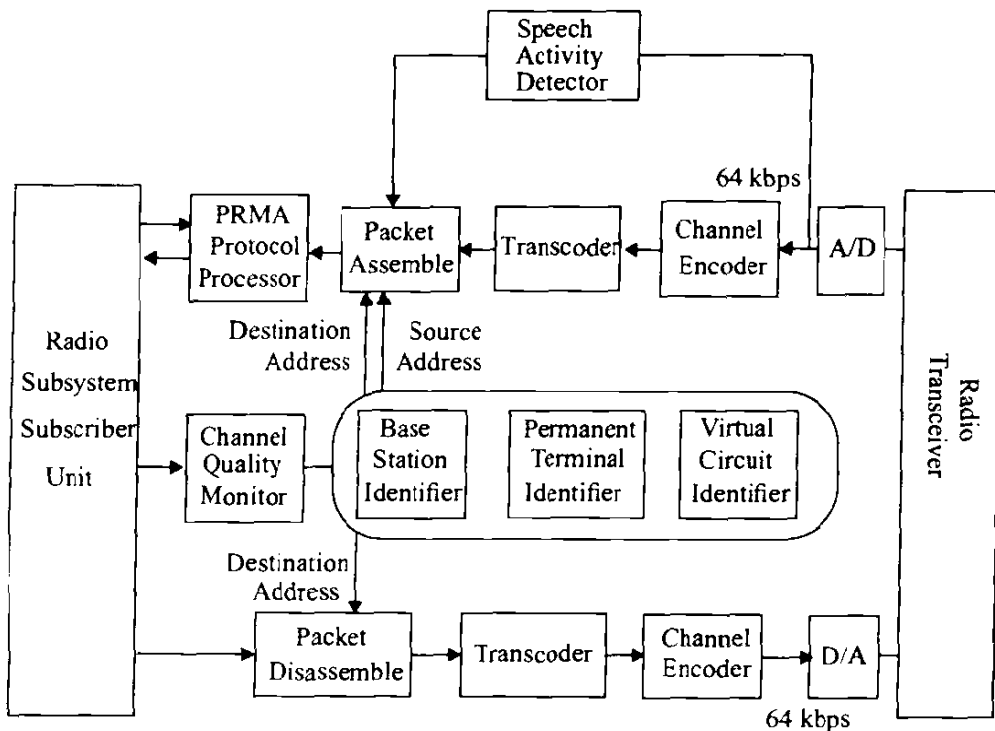 Speech
Activity
Detector
64 kbps
PRMA
Protocol
Processor
Packet
Assemble
Transcoder
Channel
Encoder
A/D
Destination
Address
Source
Address
Radio
Subsystem
Subscriber
Unit
Channel
Quality
Monitor
Base
Station
Identifier
Permanent
Terminal
Identifier
Virtual
Circuit
Identifier
Radio
Transceiver
Destination
Address
Packet
Disassemble
Transcoder
Channel
Encoder
D/A
64 kbps